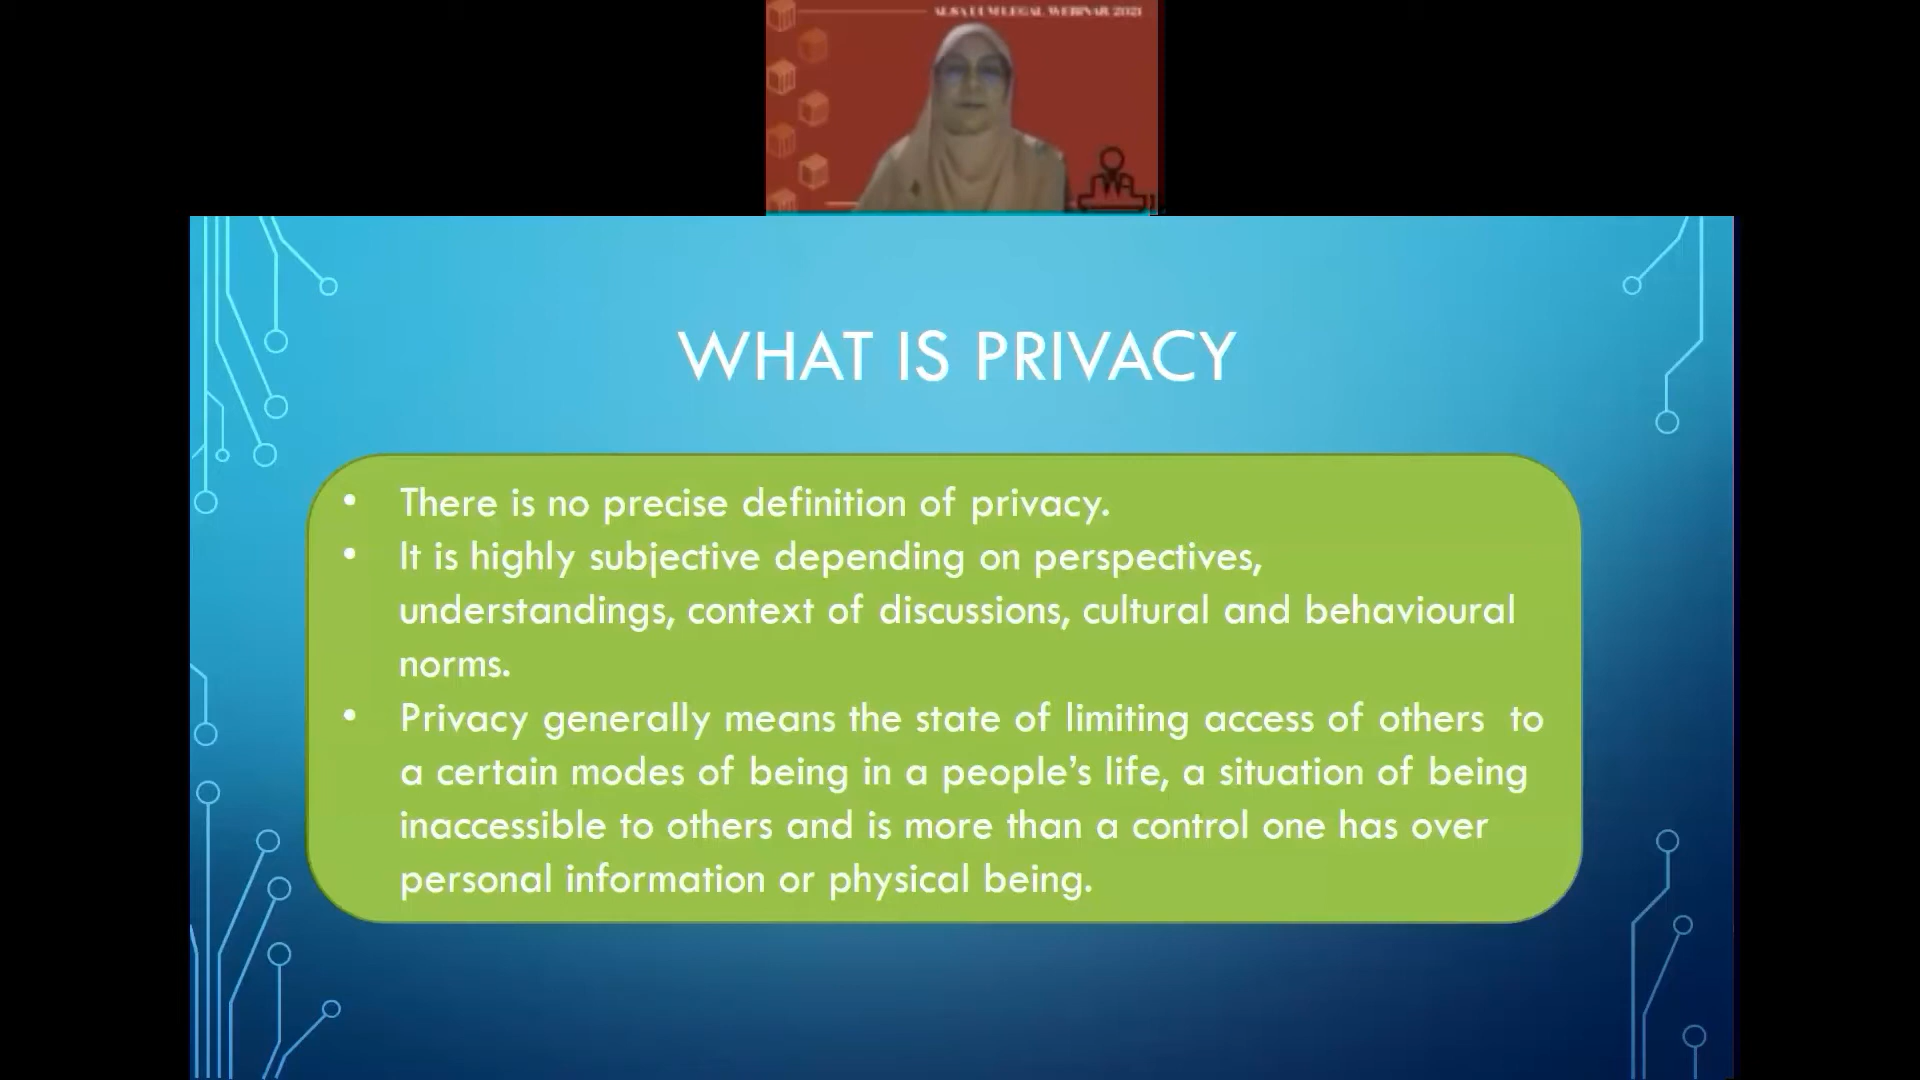 LEGAL WEBINAR 2021
WHAT IS PRIVACY
• There is no precise definition of privacy.
• It is highly subjective depending on perspectives,
understandings, context of discussions, cultural and behavioural
norms.
• Privacy generally means the state of limiting access of others to
a certain modes of being in a people’s life, a situation of being
inaccessible to others and is more than a control one has over
personal information or physical being.